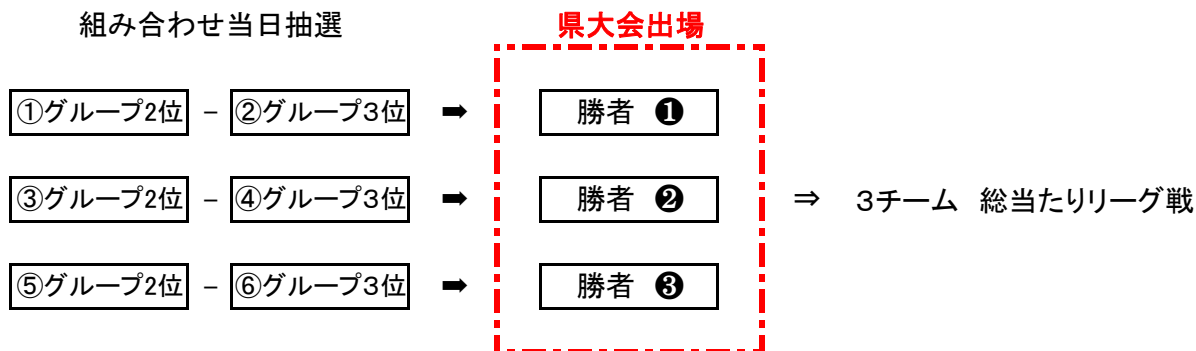 組み合わせ当日抽選 県大会出場
①グループ2位 － ②グループ3位 ➡ 勝者 ❶
③グループ2位 － ④グループ3位 ➡ 勝者 ❷ ⇒ 3チーム 総当たりリーグ戦
⑤グループ2位 － ⑥グループ3位 ➡ 勝者 ❸